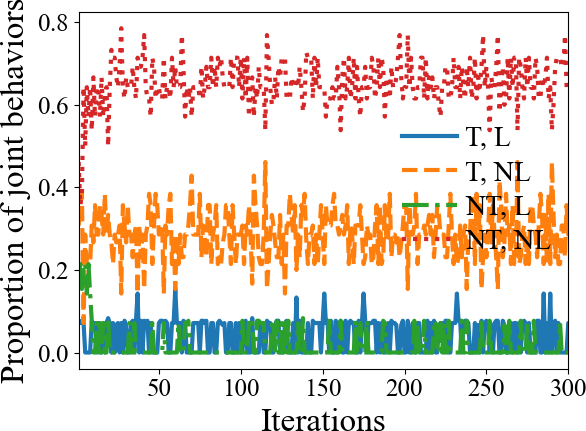 Proportion of joint behaviors
0.8
0.6
0.4
0.2
0.0
T, L
T, NL
NT, L
NT, NL
50
100
150
200
250
300
Iterations